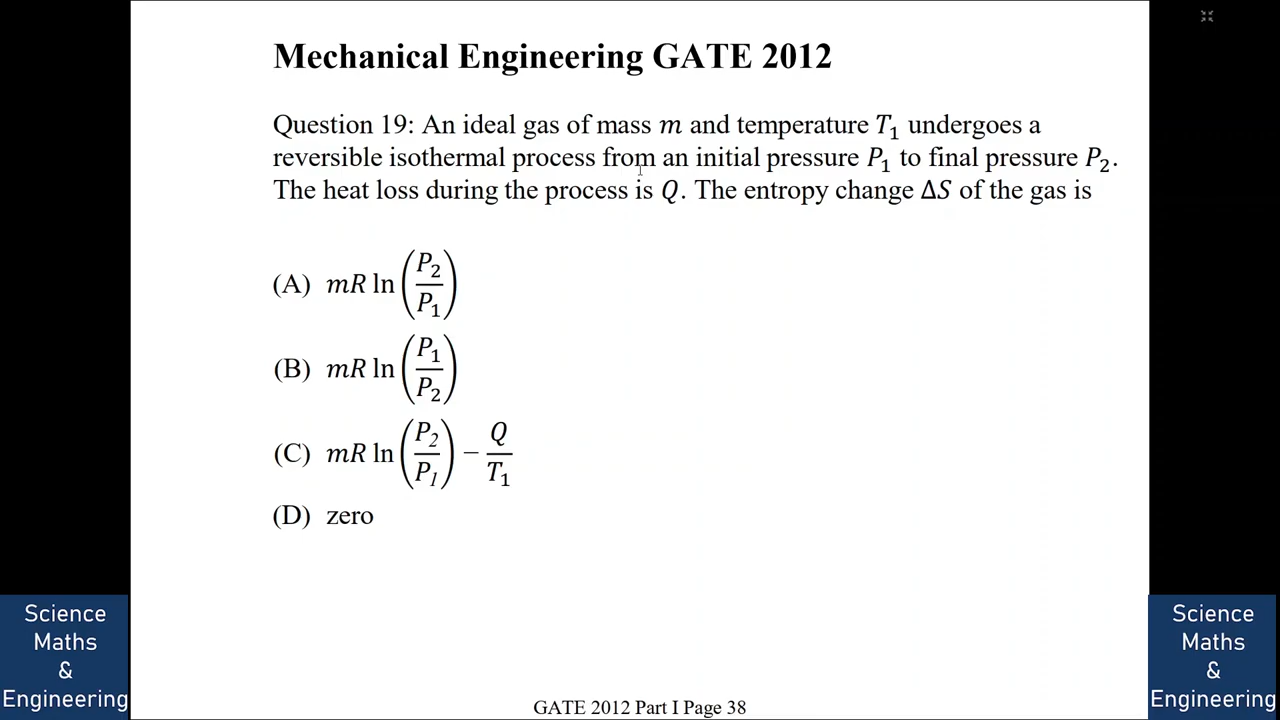 Mechanical Engineering GATE 2012
Question 19: An ideal gas of mass 𝑚 and temperature 𝑇₁ undergoes a
reversible isothermal process from an initial pressure 𝑃₁ to final pressure 𝑃₂.
The heat loss during the process is 𝑄. The entropy change Δ𝑆 of the gas is
(A) 𝑚𝑅 ln (𝑃₂/𝑃₁)
(B) 𝑚𝑅 ln (𝑃₁/𝑃₂)
(C) 𝑚𝑅 ln (𝑃₂/𝑃₁) − 𝑄/𝑇₁
(D) zero
Science
Maths
&
Engineering
Science
Maths
&
Engineering
GATE 2012 Part I Page 38